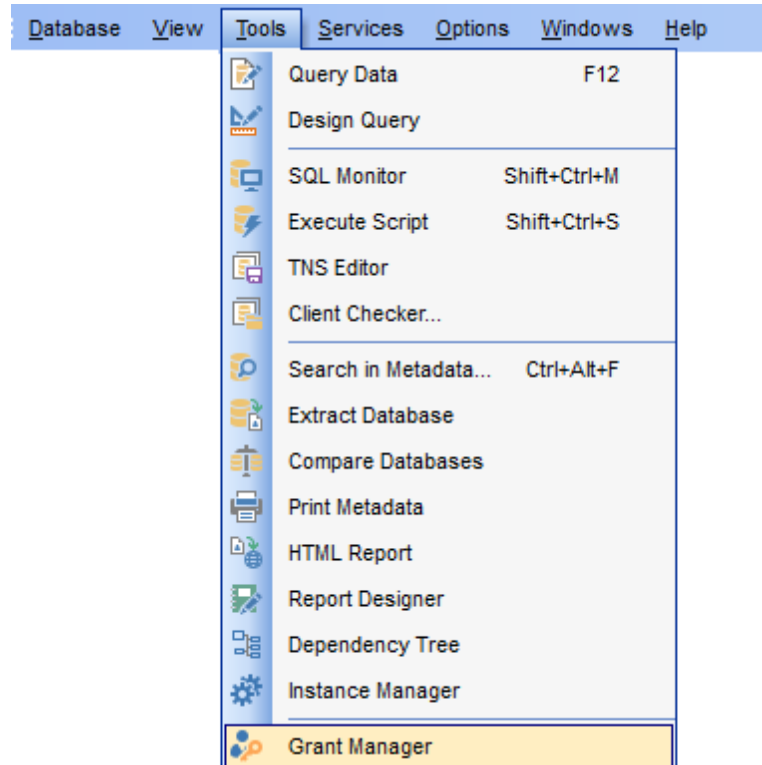 Database View Tools Services Options Windows Help
Query Data F12
Design Query
SQL Monitor Shift+Ctrl+M
Execute Script Shift+Ctrl+S
TNS Editor
Client Checker...
Search in Metadata... Ctrl+Alt+F
Extract Database
Compare Databases
Print Metadata
HTML Report
Report Designer
Dependency Tree
Instance Manager
Grant Manager